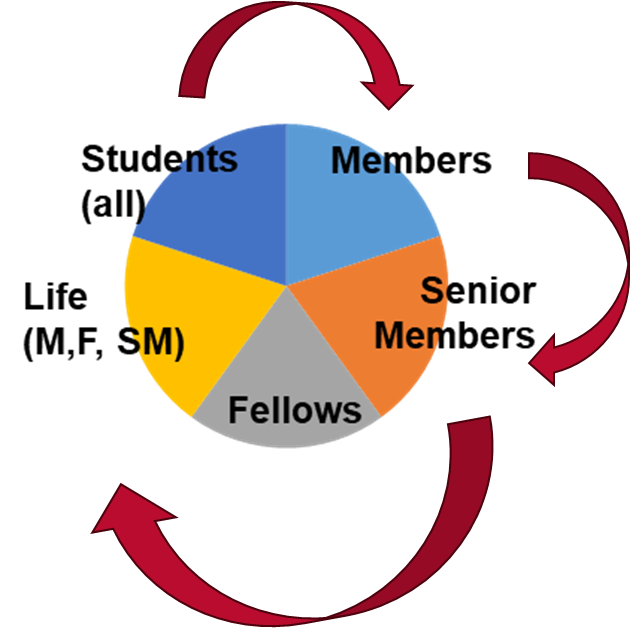 Students
(all)
Members
Senior
Members
Fellows
Life
(M,F, SM)